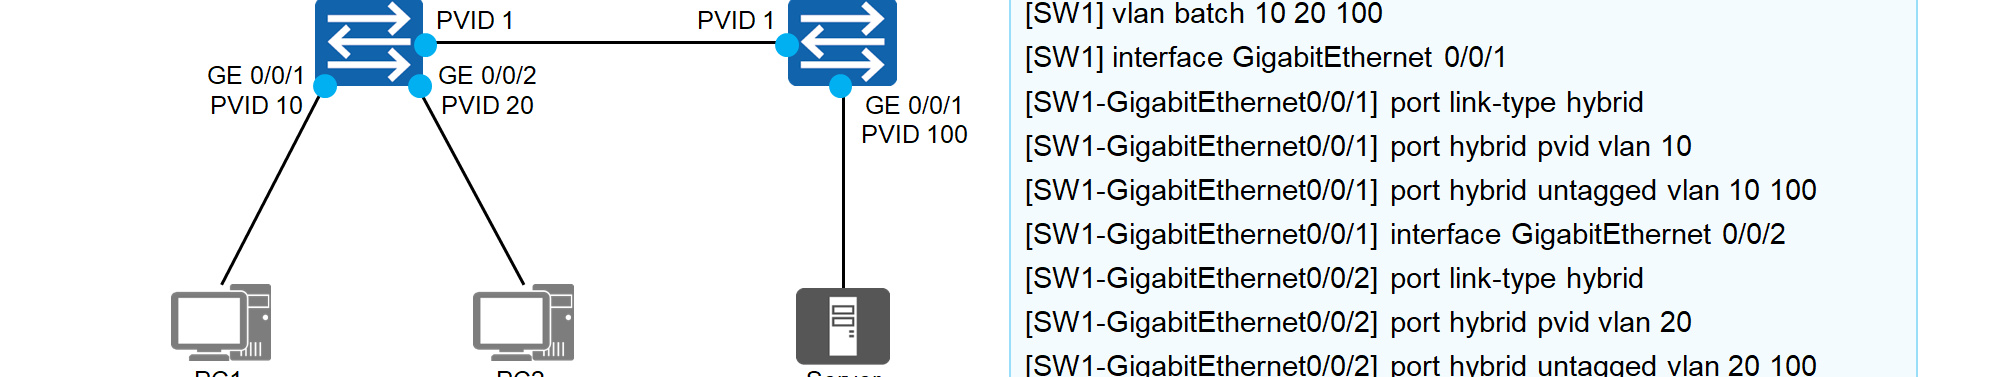 PVID 1
PVID 1
GE 0/0/1
PVID 10
GE 0/0/2
PVID 20
GE 0/0/1
PVID 100
[SW1] vlan batch 10 20 100
[SW1] interface GigabitEthernet 0/0/1
[SW1-GigabitEthernet0/0/1] port link-type hybrid
[SW1-GigabitEthernet0/0/1] port hybrid pvid vlan 10
[SW1-GigabitEthernet0/0/1] port hybrid untagged vlan 10 100
[SW1-GigabitEthernet0/0/1] interface GigabitEthernet 0/0/2
[SW1-GigabitEthernet0/0/2] port link-type hybrid
[SW1-GigabitEthernet0/0/2] port hybrid pvid vlan 20
[SW1-GigabitEthernet0/0/2] port hybrid untagged vlan 20 100